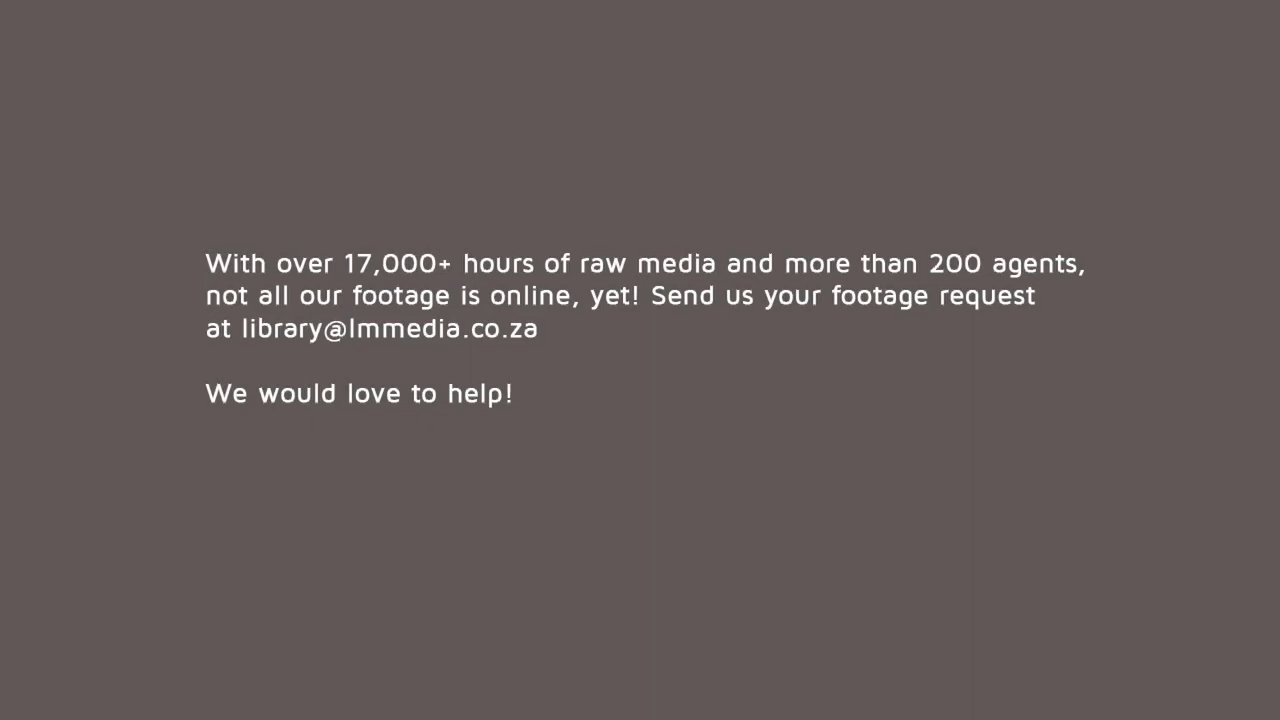 With over 17,000+ hours of raw media and more than 200 agents,
not all our footage is online, yet! Send us your footage request
at library@lmmedia.co.za
We would love to help!